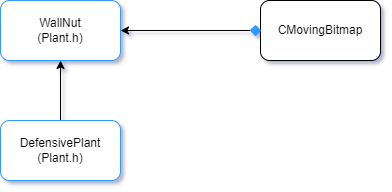 WallNut
(Plant.h)
CMovingBitmap
DefensivePlant
(Plant.h)